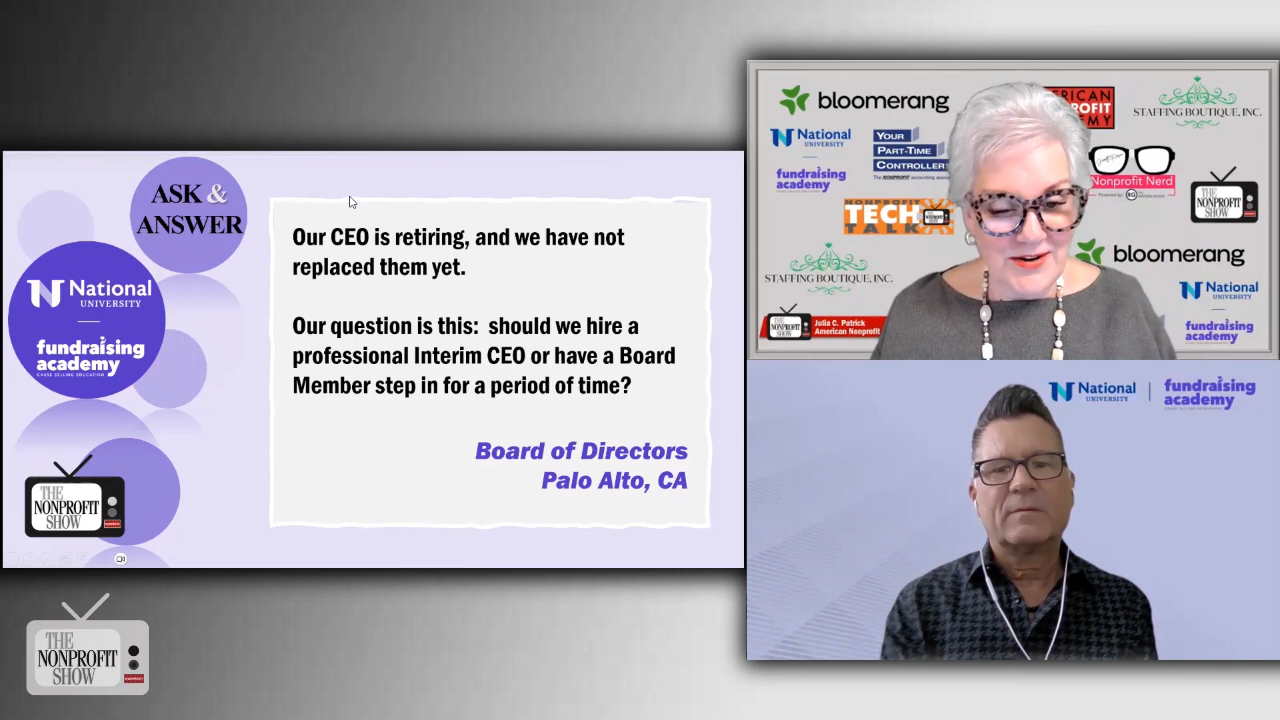 ASK &
ANSWER
National
UNIVERSITY
fundraising
academy
CAUSE SELLING EDUCATION
THE
NONPROFIT
SHOW
Our CEO is retiring, and we have not
replaced them yet.
Our question is this: should we hire a
professional Interim CEO or have a Board
Member step in for a period of time?
Board of Directors
Palo Alto, CA
bloomerang
STAFFING BOUTIQUE, INC.
National
UNIVERSITY
fundraising
academy
YOUR
PART-TIME
CONTROLLER
Nonprofit Nerd
THE
NONPROFIT
SHOW
NONPROFIT
TECH
TALK
STAFFING BOUTIQUE, INC.
bloomerang
National
UNIVERSITY
fundraising
academy
Julia C. Patrick
American Nonprofit
National
UNIVERSITY
fundraising
academy
THE
NONPROFIT
SHOW